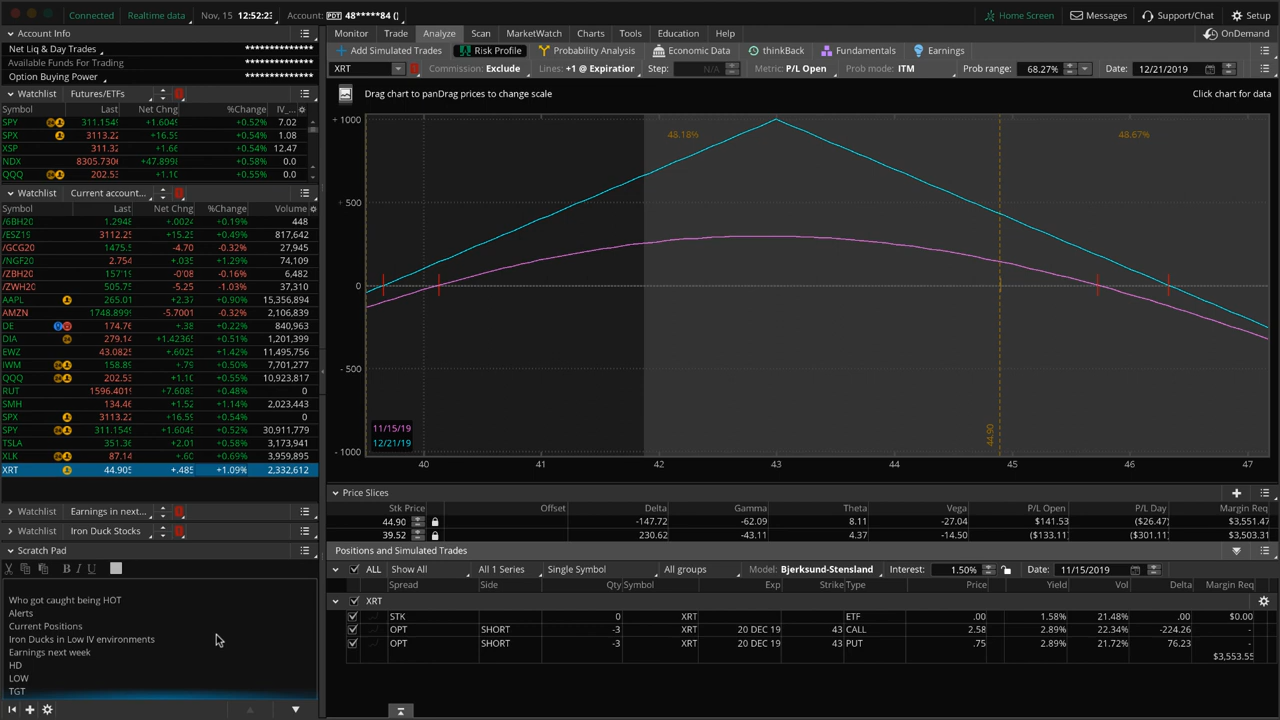 Connected Realtime data Nov, 15 12:52:23 Account: PDT 48*****84 () Home Screen Messages Support/Chat Setup
Account Info
Net Liq & Day Trades **************
Available Funds For Trading **************
Option Buying Power **************
Monitor Trade Analyze Scan MarketWatch Charts Tools Education Help OnDemand
Add Simulated Trades Risk Profile Probability Analysis Economic Data thinkBack Fundamentals Earnings
XRT Commission: Exclude Lines: +1 @ Expiration Step: N/A Metric: P/L Open Prob mode: ITM Prob range: 68.27% Date: 12/21/2019
Drag chart to panDrag prices to change scale Click chart for data
Watchlist Futures/ETFs
Symbol Last Net Chng %Change IV_...
SPY 311.1549 +1.6049 +0.52% 7.02
SPX 3113.22 +16.59 +0.54% 1.08
XSP 311.32 +1.66 +0.54% 12.47
NDX 8305.7306 +47.8998 +0.58% 0.0
QQQ 202.53 +1.10 +0.55% 0.0
Watchlist Current account...
Symbol Last Net Chng %Change Volume
/6BH20 1.2948 +.0024 +0.19% 448
/ESZ19 3112.25 +15.25 +0.49% 817,642
/GCG20 1475.5 -4.70 -0.32% 27,945
/NGF20 2.754 +.035 +1.29% 74,109
/ZBH20 157'19 -0'08 -0.16% 6,482
/ZWH20 505.75 -5.25 -1.03% 37,310
AAPL 265.01 +2.37 +0.90% 15,356,894
AMZN 1748.8999 -5.7001 -0.32% 2,106,839
DE 174.76 +.38 +0.22% 840,963
DIA 279.14 +1.42365 +0.51% 1,201,399
EWZ 43.0825 +.6025 +1.42% 11,495,756
IWM 158.89 +.79 +0.50% 7,701,277
QQQ 202.53 +1.10 +0.55% 10,923,817
RUT 1596.4019 +7.6083 +0.48% 0
SMH 134.46 +1.52 +1.14% 2,023,443
SPX 3113.22 +16.59 +0.54% 0
SPY 311.1549 +1.6049 +0.52% 30,911,779
TSLA 351.36 +2.01 +0.58% 3,173,941
XLK 87.14 +.60 +0.69% 3,959,895
XRT 44.905 +.485 +1.09% 2,332,612
Watchlist Earnings in next...
Watchlist Iron Duck Stocks
Scratch Pad
B I U
Who got caught being HOT
Alerts
Current Positions
Iron Ducks in Low IV environments
Earnings next week
HD
LOW
TGT
+1000
+500
0
-500
-1000
48.18% 48.67%
44.90
11/15/19
12/21/19
40 41 42 43 44 45 46 47
Price Slices
Stk Price Offset Delta Gamma Theta Vega P/L Open P/L Day Margin Req
44.90 -147.72 -62.09 8.11 -27.04 $141.53 ($26.47) $3,551.47
39.52 230.62 -43.11 4.37 -14.50 ($133.11) ($301.11) $3,503.31
Positions and Simulated Trades
ALL Show All All 1 Series Single Symbol All groups Model: Bjerksund-Stensland Interest: 1.50% Date: 11/15/2019
Spread Side Qty Symbol Exp Strike Type Price Yield Vol Delta Margin Req
XRT
STK 0 XRT ETF .00 1.58% 21.48% .00 $0.00
OPT SHORT -3 XRT 20 DEC 19 43 CALL 2.58 2.89% 22.34% -224.26 -
OPT SHORT -3 XRT 20 DEC 19 43 PUT .75 2.89% 21.72% 76.23 -
$3,553.55